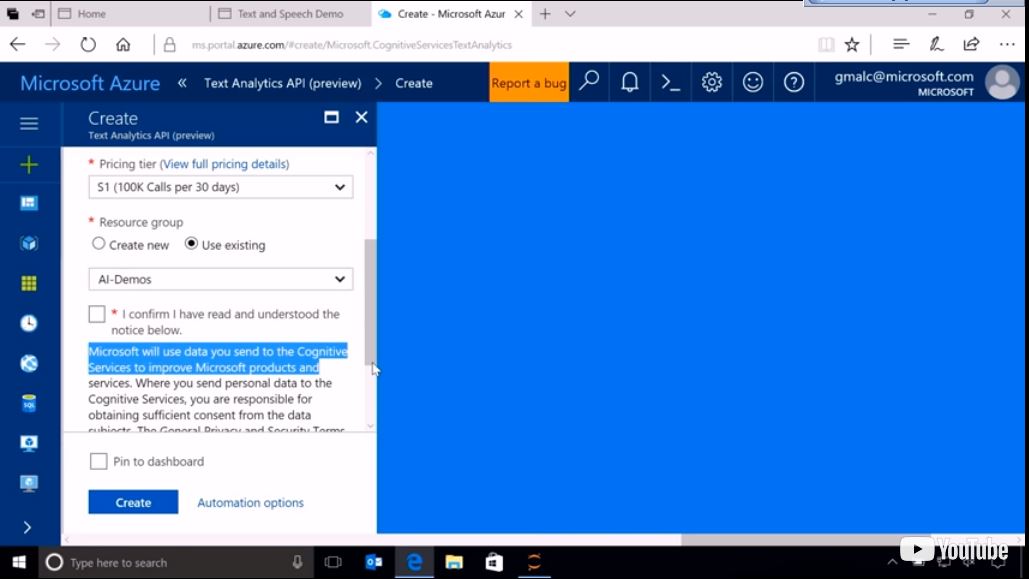 Home
Text and Speech Demo
Create - Microsoft Azur
ms.portal.azure.com/#create/Microsoft.CognitiveServicesTextAnalytics
Microsoft Azure
Text Analytics API (preview) > Create
Report a bug
gmalc@microsoft.com
MICROSOFT
Create
Text Analytics API (preview)
* Pricing tier (View full pricing details)
S1 (100K Calls per 30 days)
* Resource group
Create new
Use existing
AI-Demos
* I confirm I have read and understood the
notice below.
Microsoft will use data you send to the Cognitive
Services to improve Microsoft products and
services. Where you send personal data to the
Cognitive Services, you are responsible for
obtaining sufficient consent from the data
subjects. The General Privacy and Security Terms
Pin to dashboard
Create
Automation options
SQL
Type here to search
YouTube